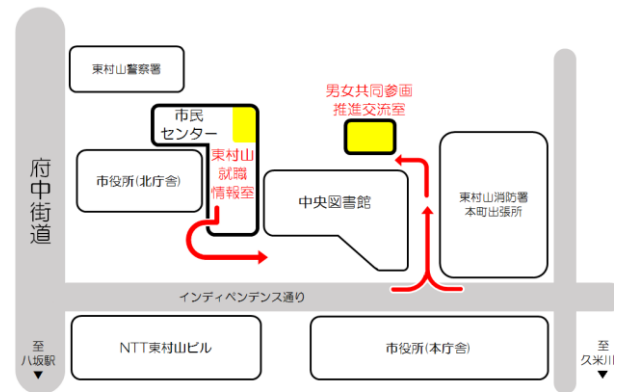 東村山警察署
男女共同参画
推進交流室
市民
センター
東村山
就職
情報室
市役所(北庁舎)
府中街道
中央図書館
東村山消防署
本町出張所
インディペンデンス通り
NTT東村山ビル
市役所(本庁舎)
至
八坂駅
▼
至
久米川
▼